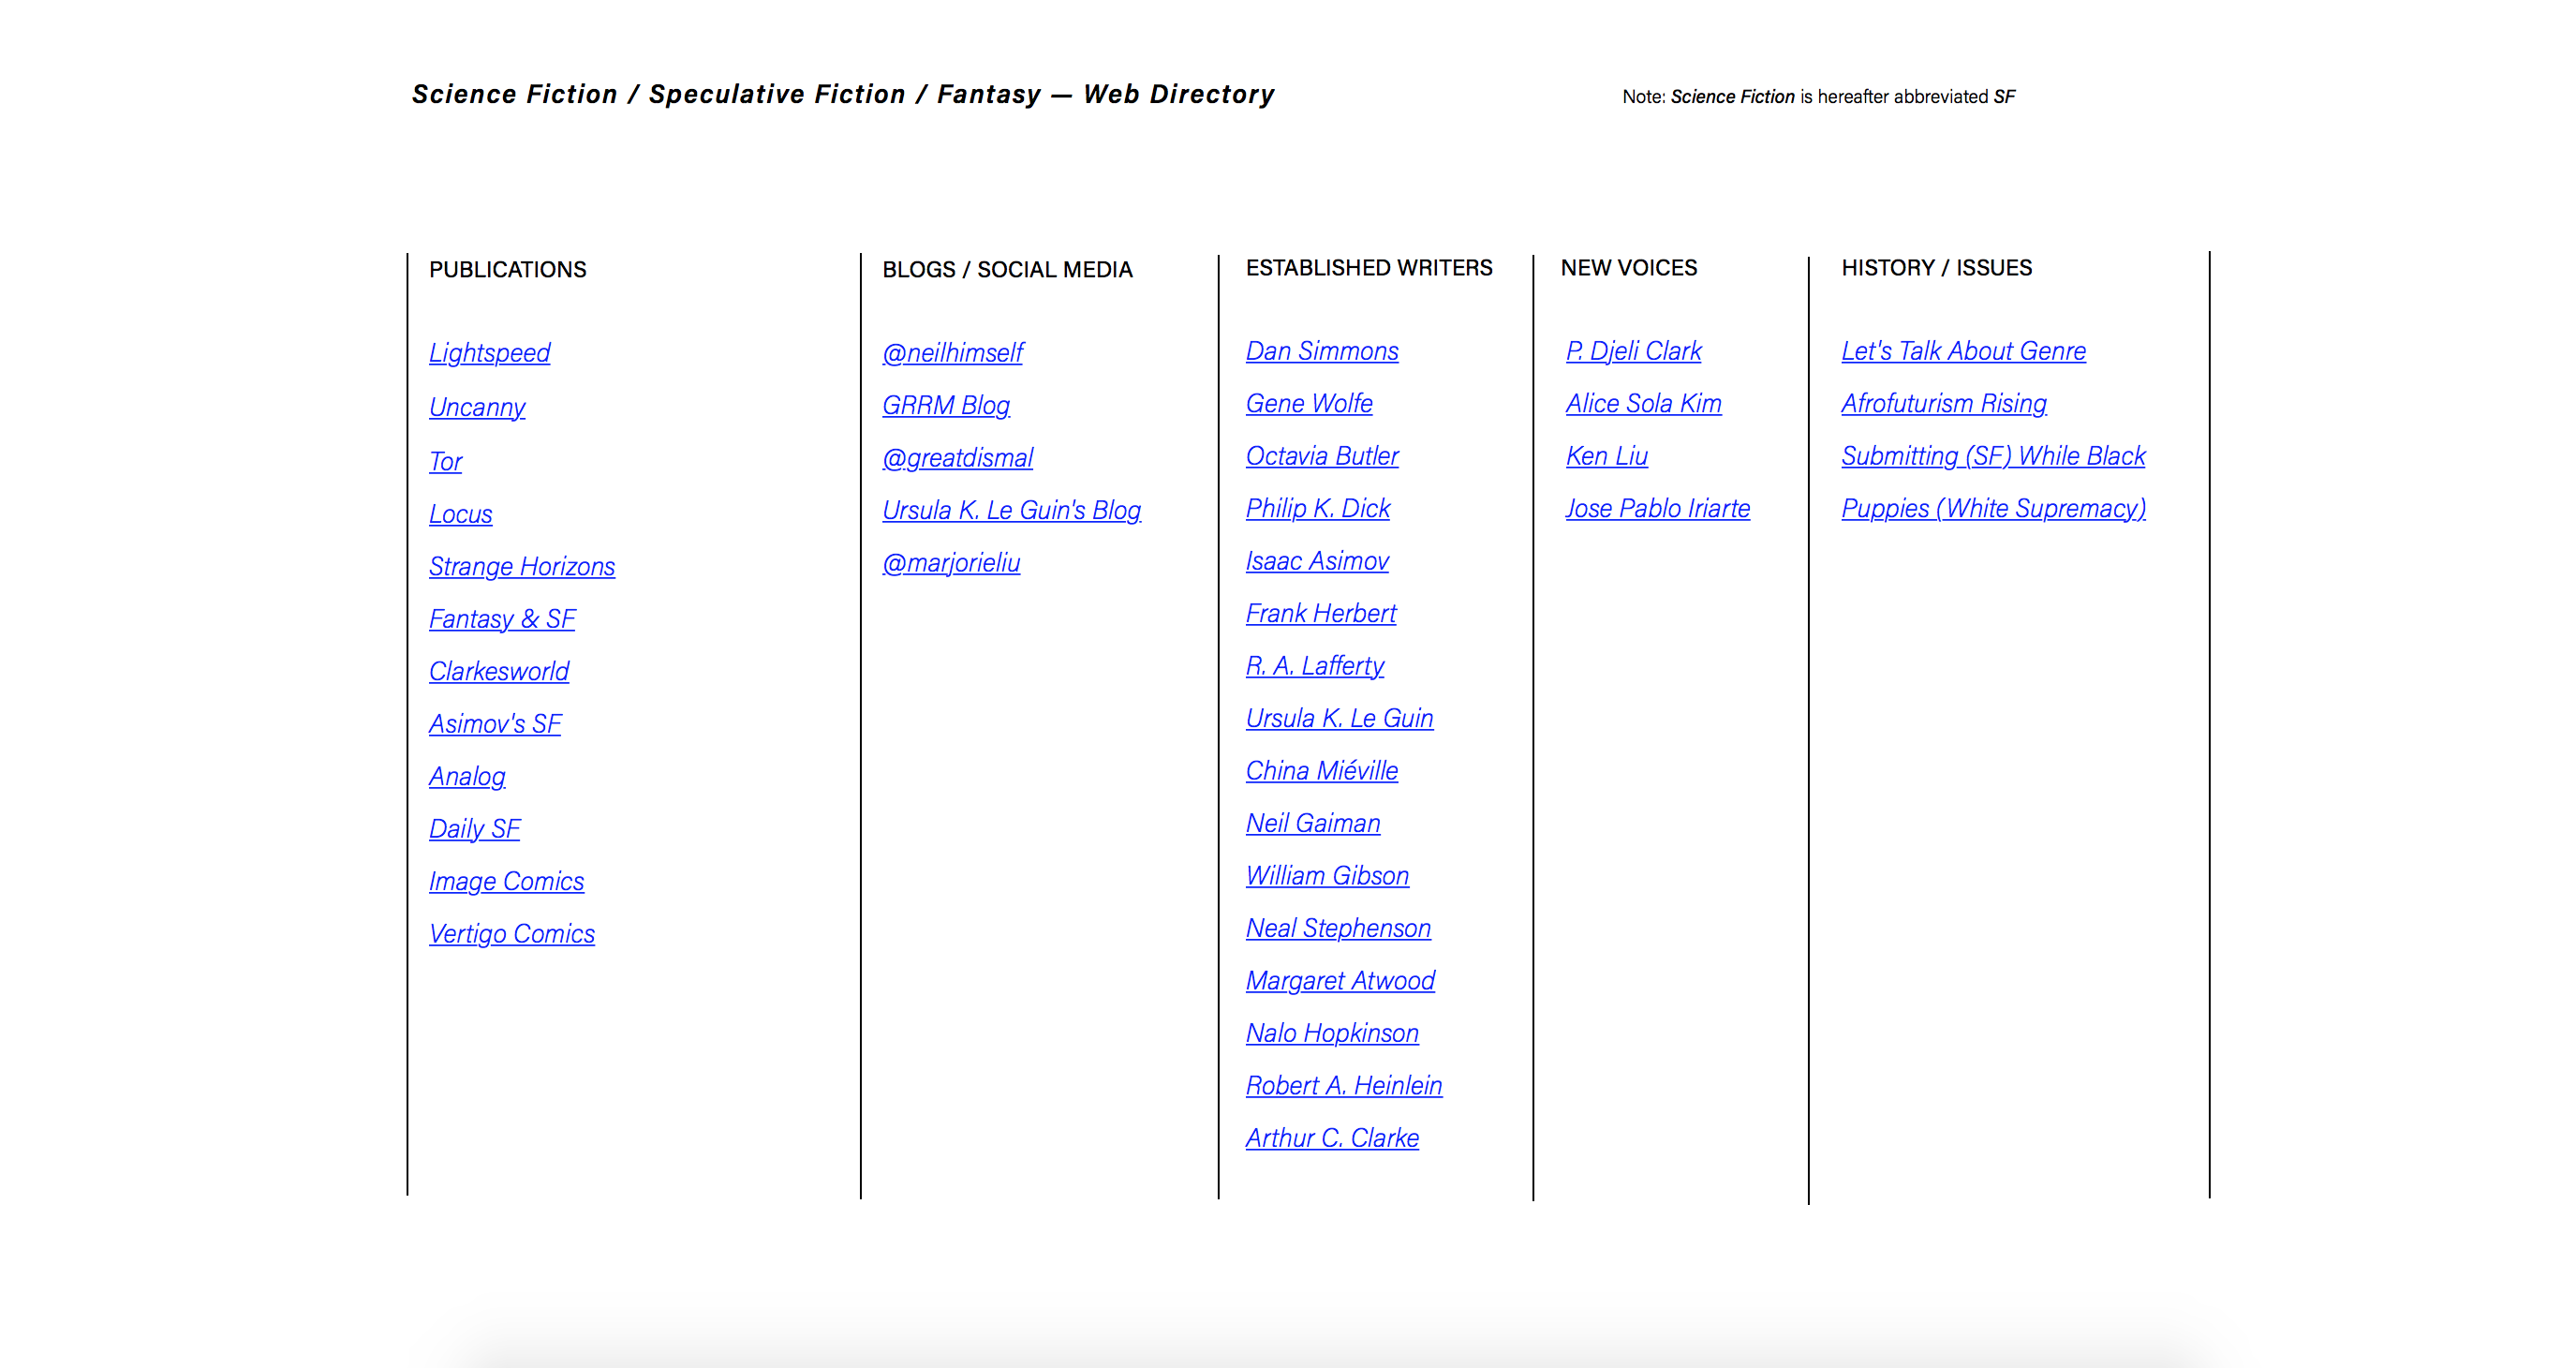 Science Fiction / Speculative Fiction / Fantasy — Web Directory
Note: Science Fiction is hereafter abbreviated SF
PUBLICATIONS
Lightspeed
Uncanny
Tor
Locus
Strange Horizons
Fantasy & SF
Clarkesworld
Asimov's SF
Analog
Daily SF
Image Comics
Vertigo Comics
BLOGS / SOCIAL MEDIA
@neilhimself
GRRM Blog
@greatdismal
Ursula K. Le Guin's Blog
@marjorieliu
ESTABLISHED WRITERS
Dan Simmons
Gene Wolfe
Octavia Butler
Philip K. Dick
Isaac Asimov
Frank Herbert
R. A. Lafferty
Ursula K. Le Guin
China Miéville
Neil Gaiman
William Gibson
Neal Stephenson
Margaret Atwood
Nalo Hopkinson
Robert A. Heinlein
Arthur C. Clarke
NEW VOICES
P. Djeli Clark
Alice Sola Kim
Ken Liu
Jose Pablo Iriarte
HISTORY / ISSUES
Let's Talk About Genre
Afrofuturism Rising
Submitting (SF) While Black
Puppies (White Supremacy)